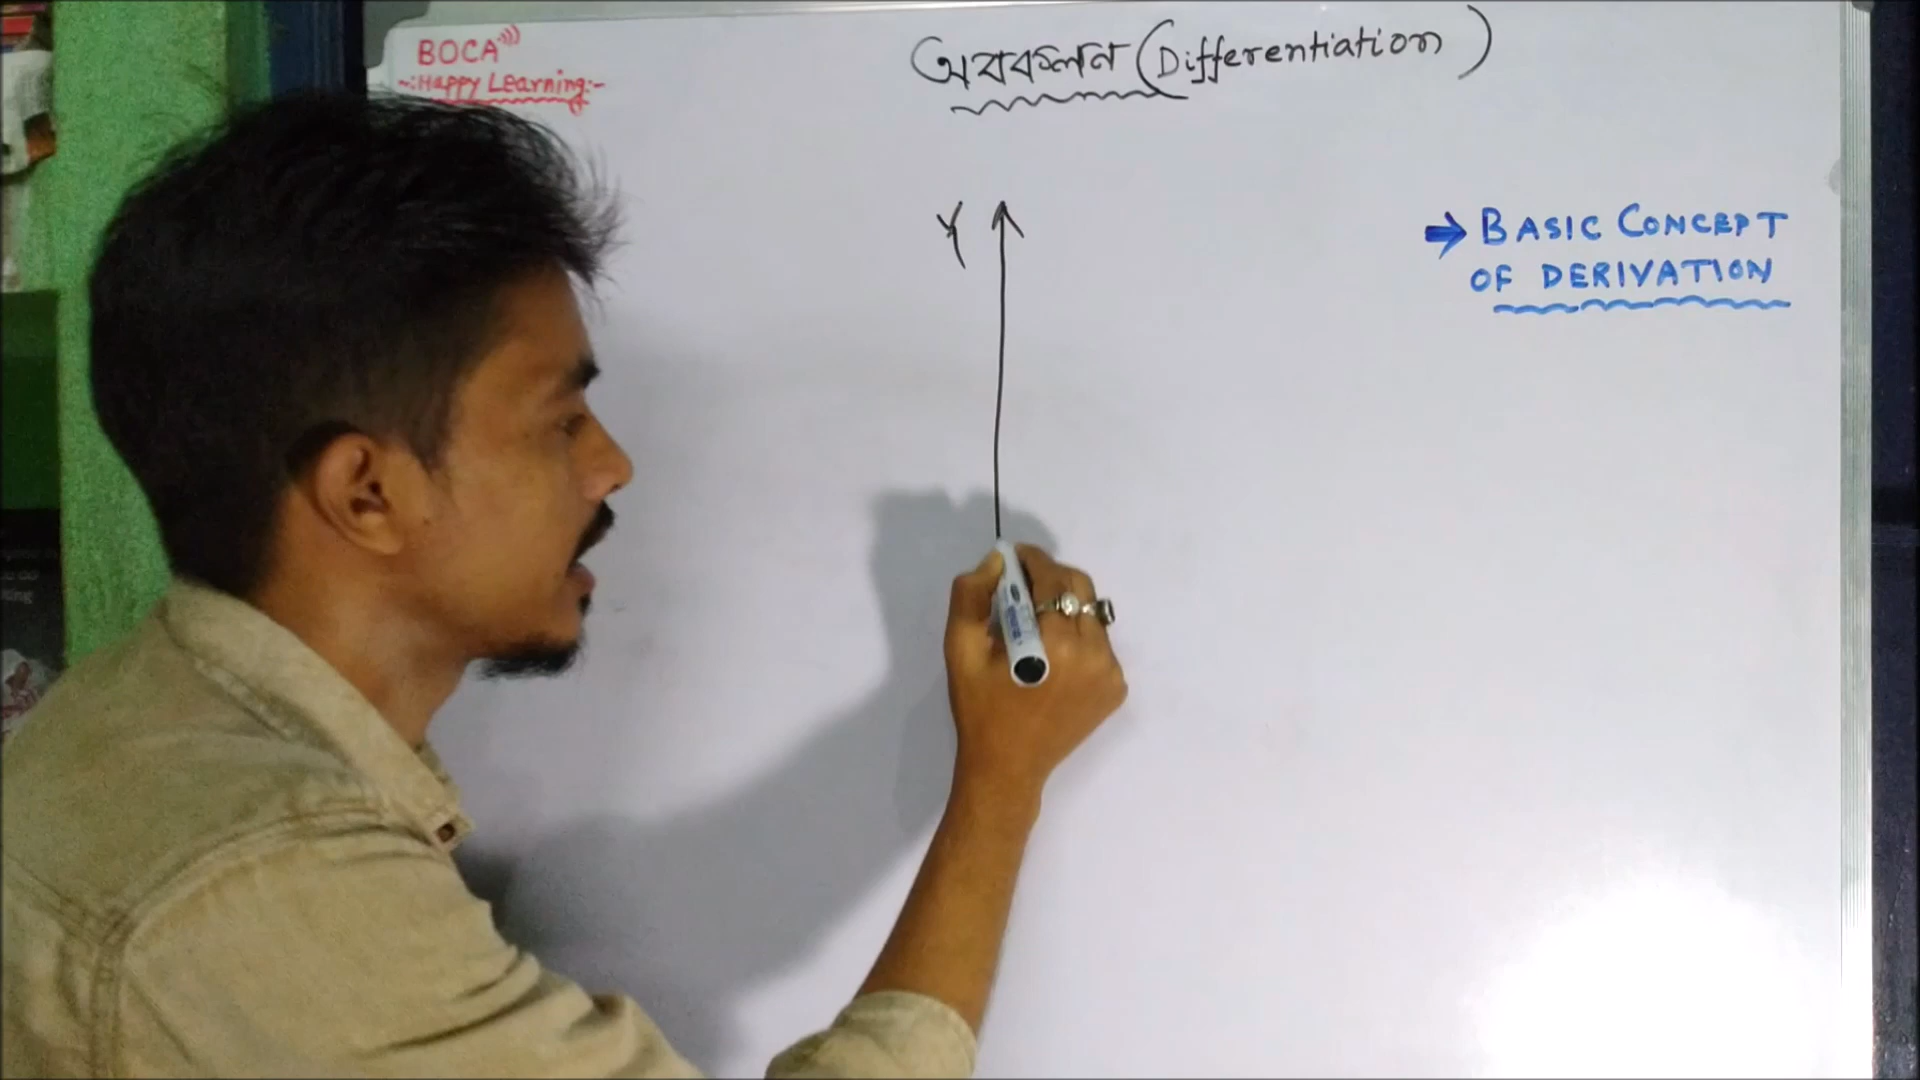 BOCA
-:Happy Learning:-
অবকলন (Differentiation)
Y
→ BASIC CONCEPT
OF DERIVATION